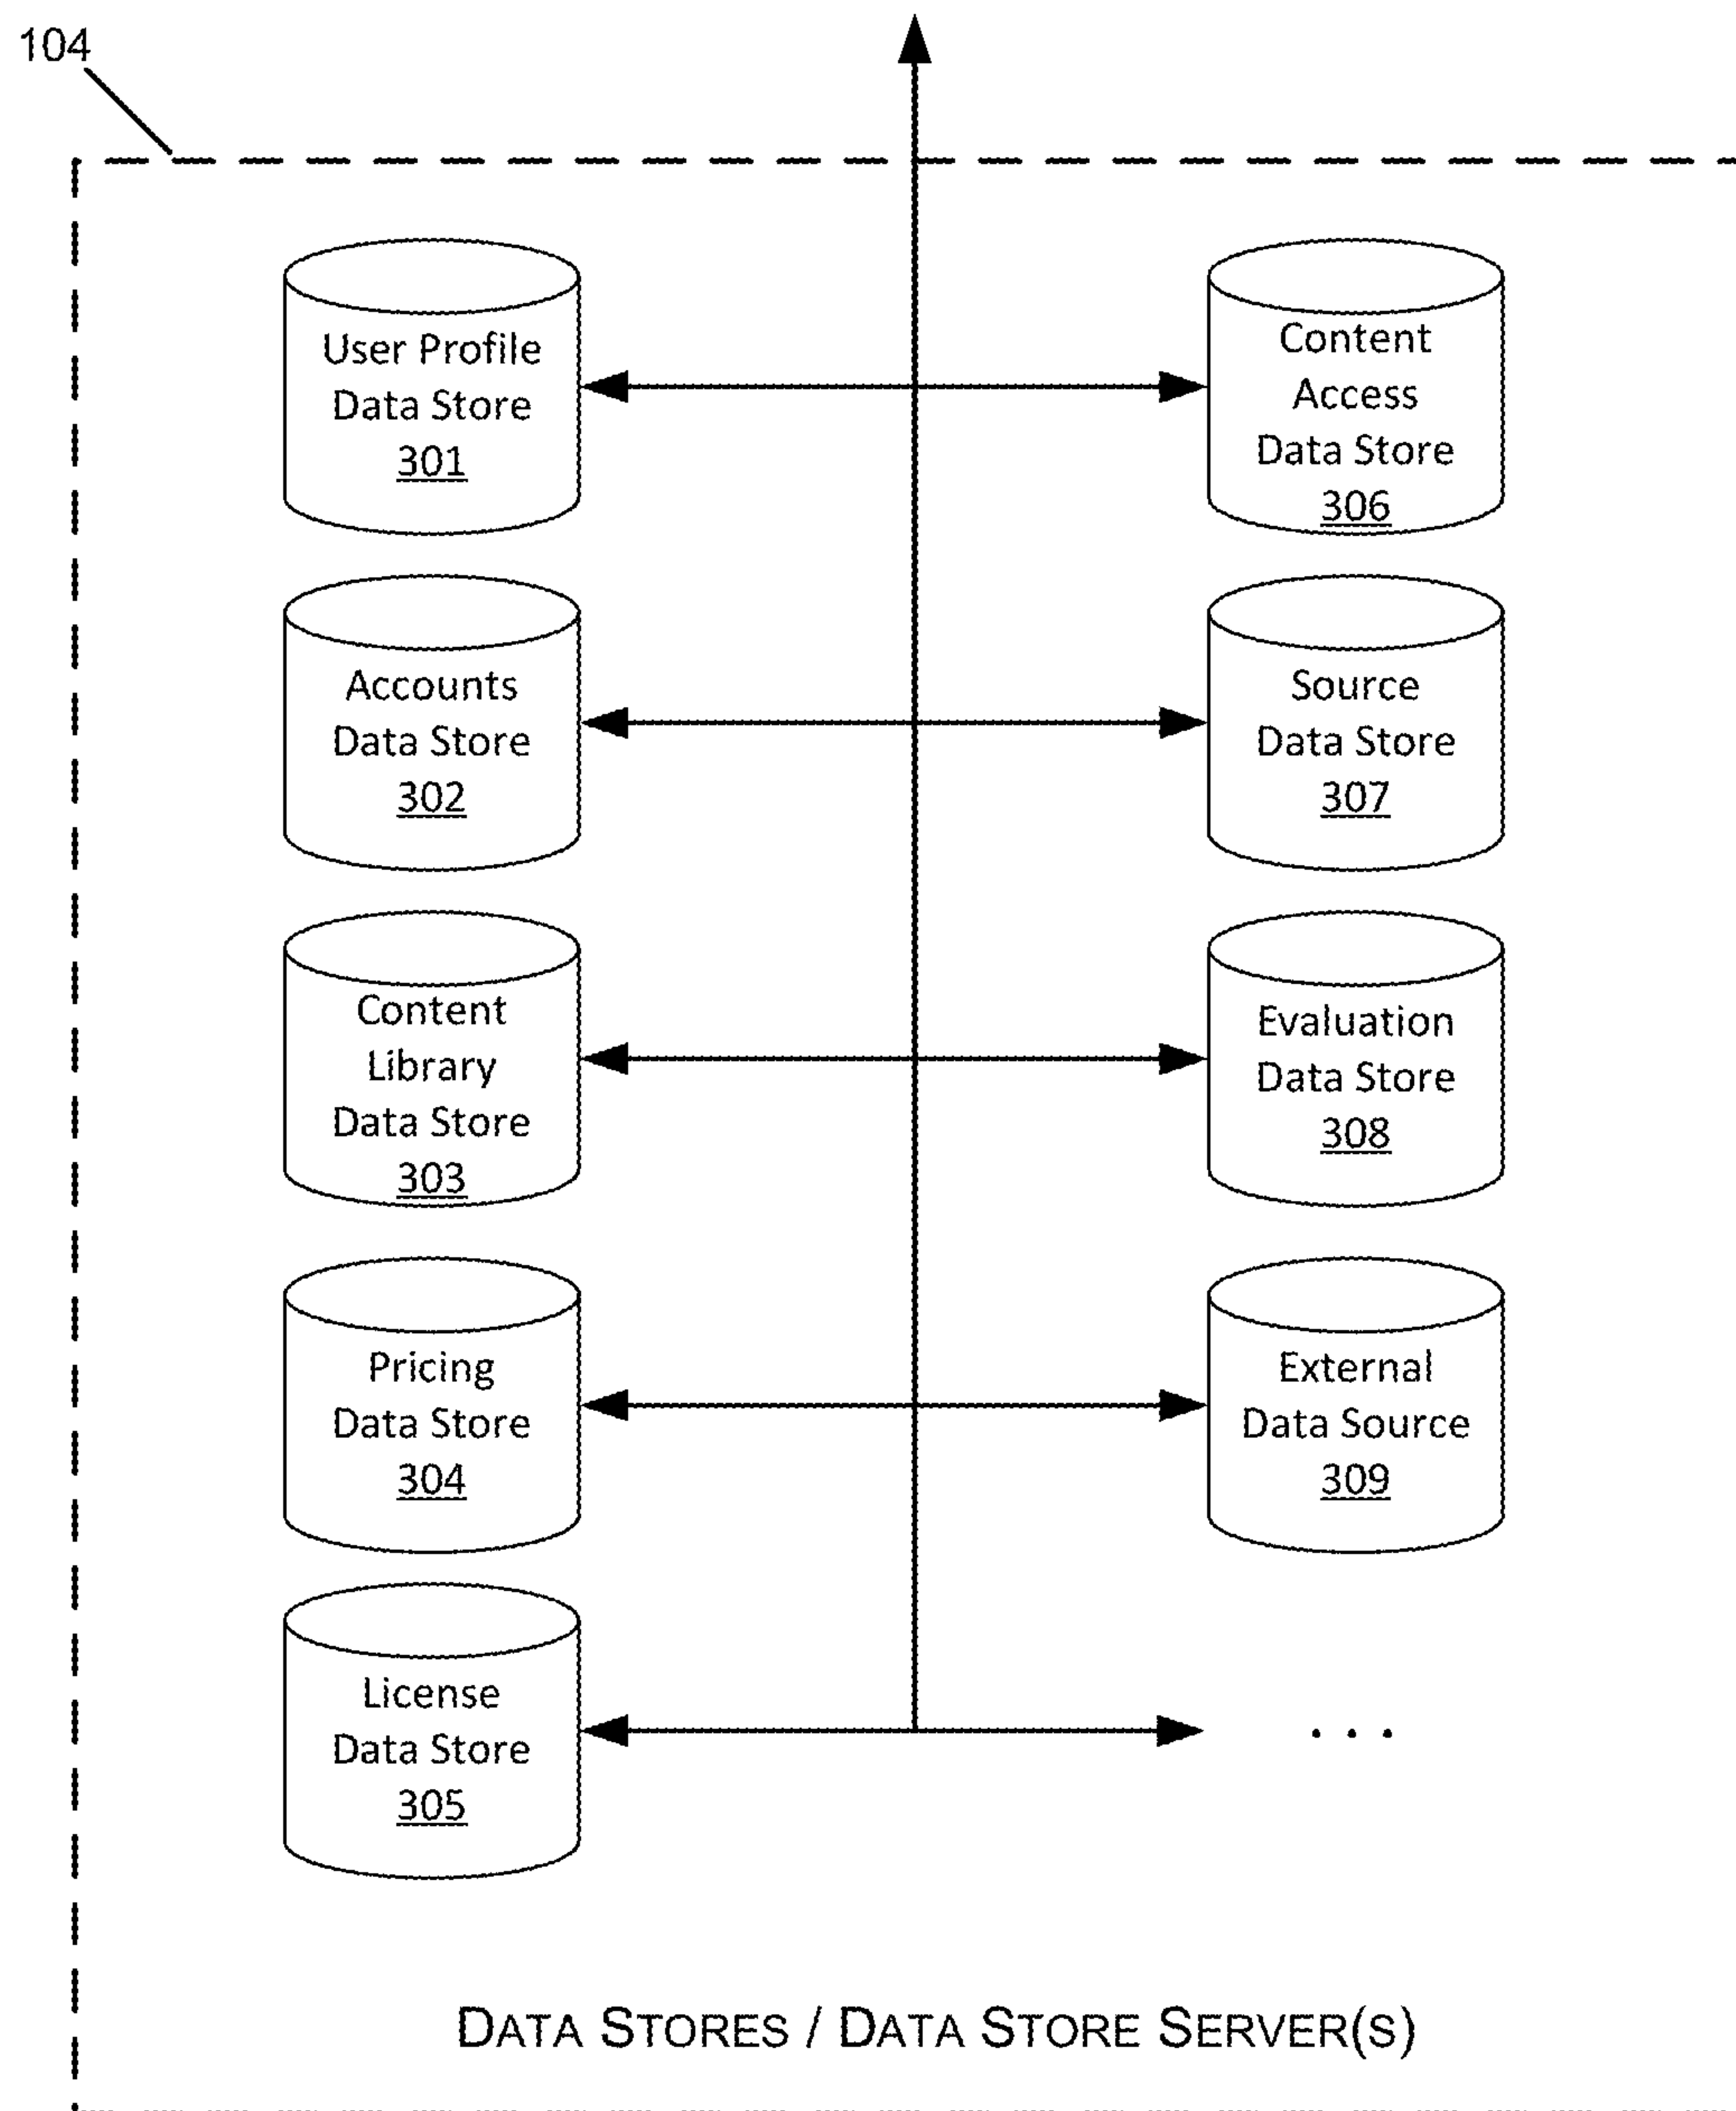 104
User Profile
Data Store
301
Content
Access
Data Store
306
Accounts
Data Store
302
Source
Data Store
307
Content
Library
Data Store
303
Evaluation
Data Store
308
Pricing
Data Store
304
External
Data Source
309
License
Data Store
305
. . .
DATA STORES / DATA STORE SERVER(S)